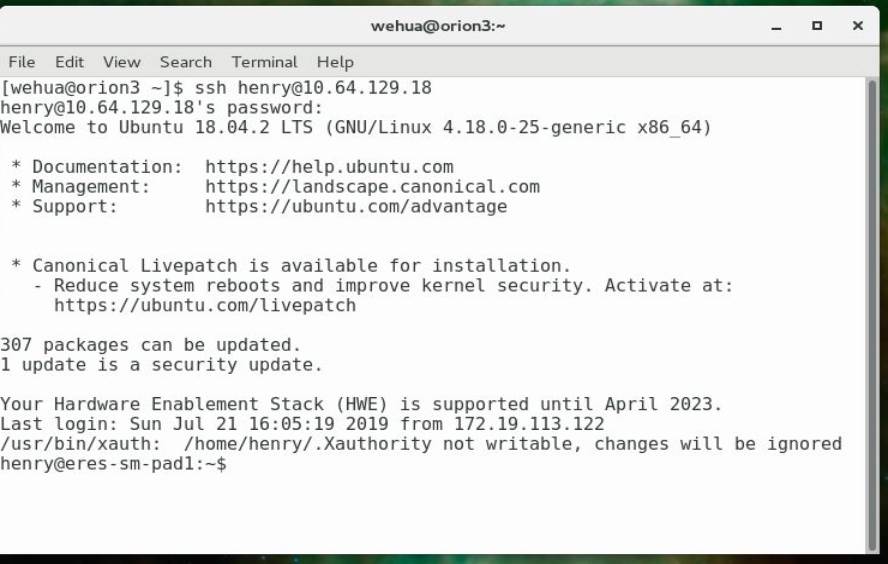 wehua@orion3:~
File Edit View Search Terminal Help
[wehua@orion3 ~]$ ssh henry@10.64.129.18
henry@10.64.129.18's password:
Welcome to Ubuntu 18.04.2 LTS (GNU/Linux 4.18.0-25-generic x86_64)
* Documentation:  https://help.ubuntu.com
* Management:     https://landscape.canonical.com
* Support:        https://ubuntu.com/advantage
* Canonical Livepatch is available for installation.
- Reduce system reboots and improve kernel security. Activate at:
https://ubuntu.com/livepatch
307 packages can be updated.
1 update is a security update.
Your Hardware Enablement Stack (HWE) is supported until April 2023.
Last login: Sun Jul 21 16:05:19 2019 from 172.19.113.122
/usr/bin/xauth:  /home/henry/.Xauthority not writable, changes will be ignored
henry@eres-sm-pad1:~$